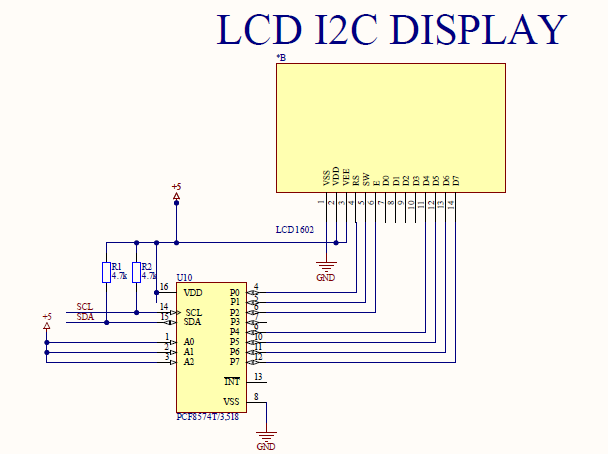 LCD I2C DISPLAY
*B
VSS VDD VEE RS SW E D0 D1 D2 D3 D4 D5 D6 D7
1 2 3 4 5 6 7 8 9 10 11 12 13 14
LCD1602
GND
+5
R1
4.7k
R2
4.7k
U10
16 VDD P0 4
P1 5
SCL 14 SCL P2 6
SDA 15 SDA P3 7
P4 9
+5
1 A0 P5 10
2 A1 P6 11
3 A2 P7 12
INT 13
VSS 8
PCF8574T/3,518
GND